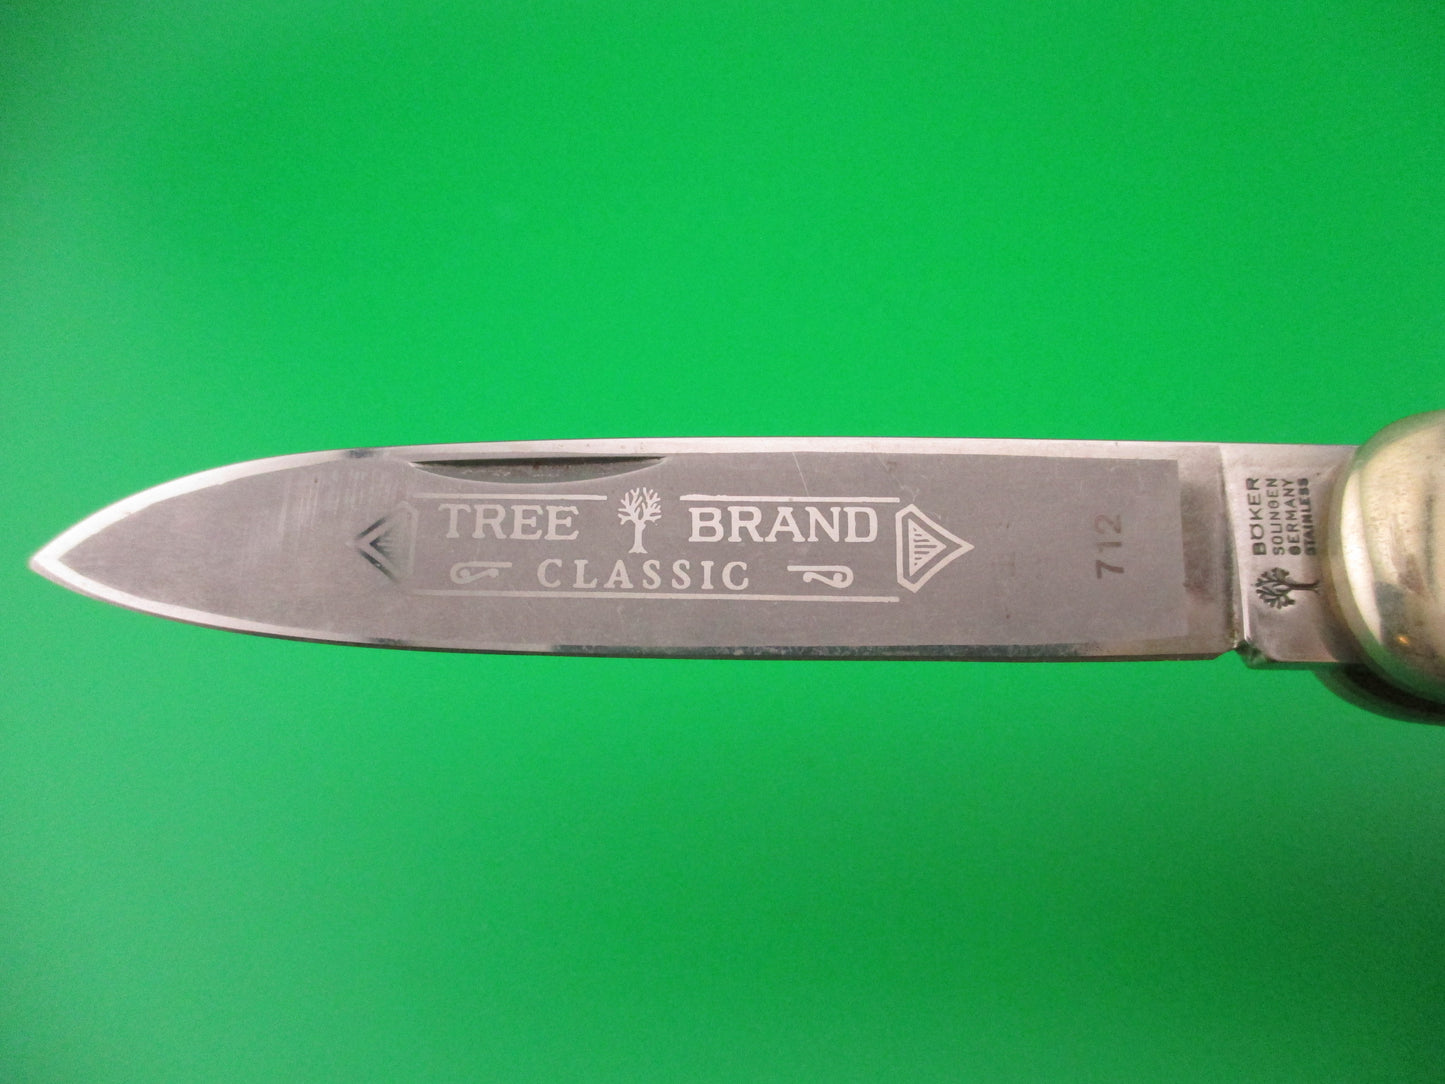 TREE BRAND
CLASSIC
712
BÖKER
SOLINGEN
GERMANY
STAINLESS